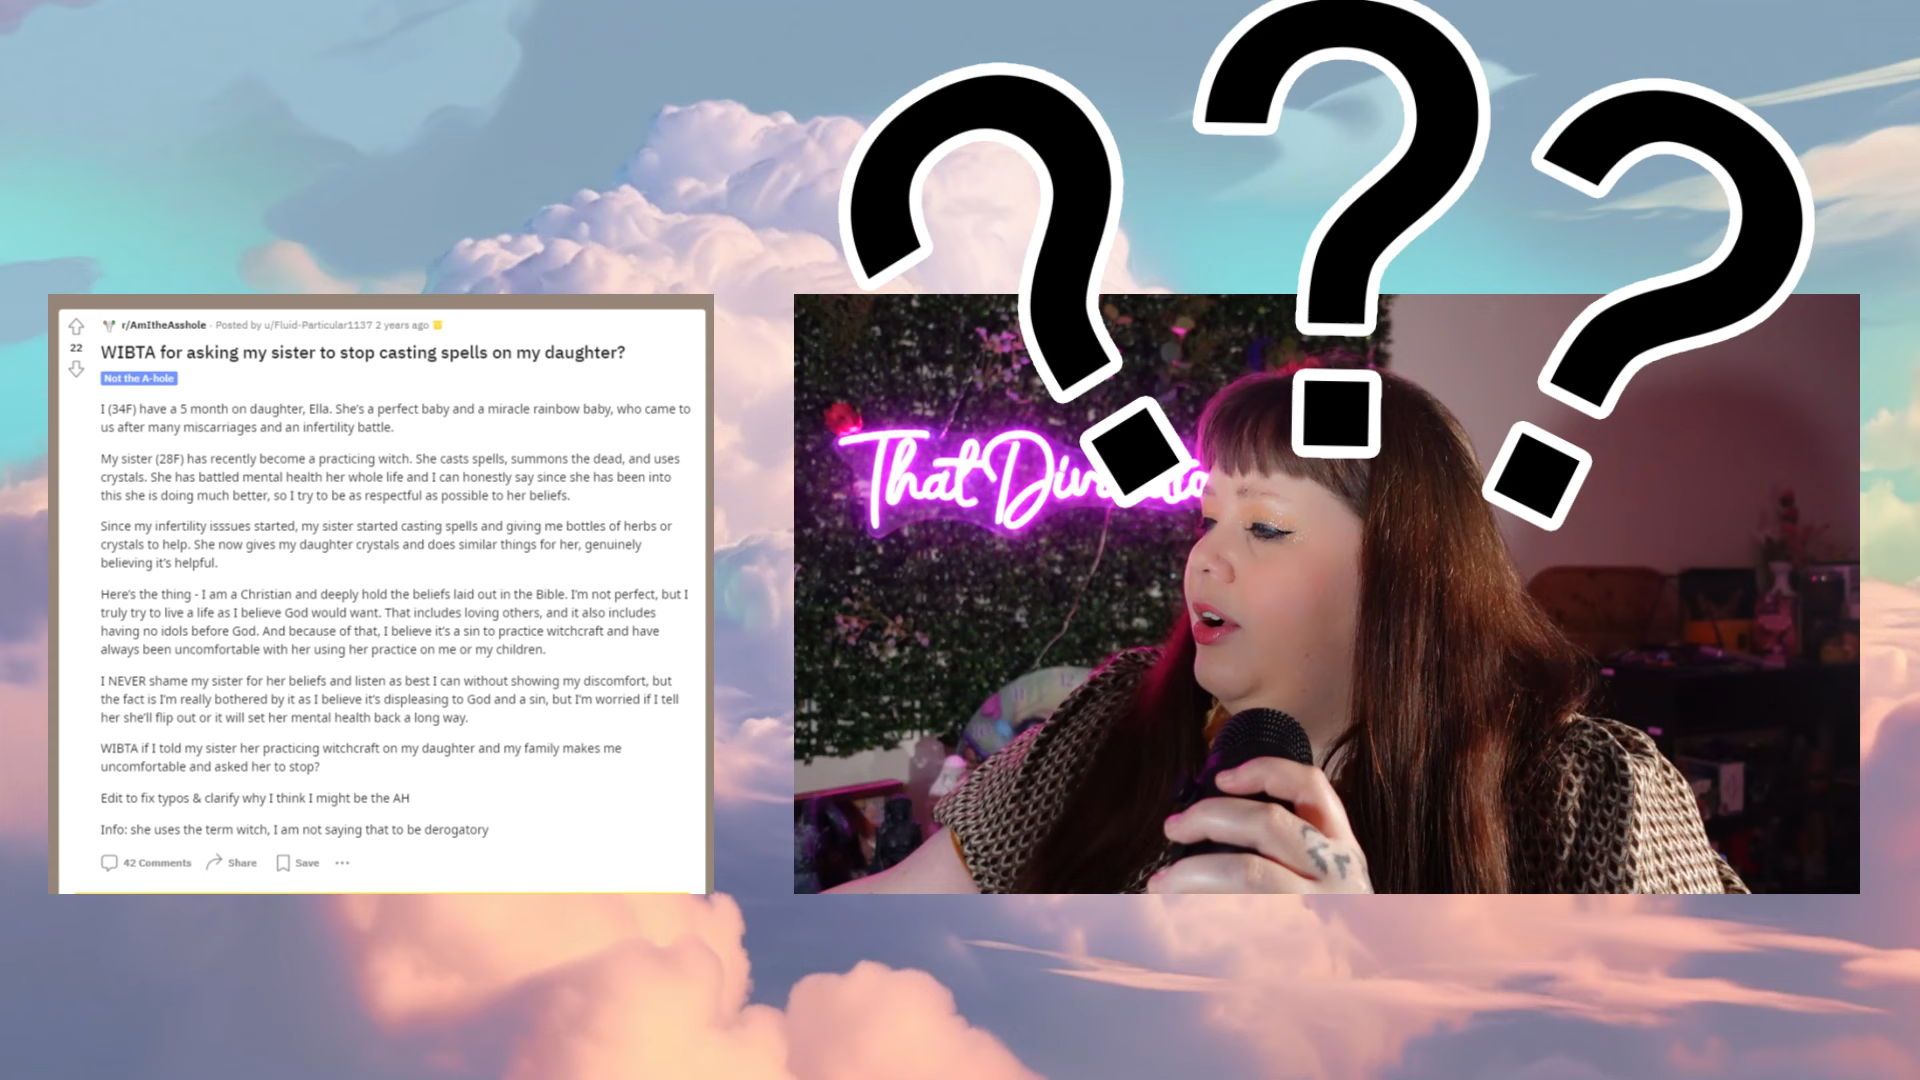 ???
r/AmItheAsshole · Posted by u/Fluid-Particular1137 2 years ago
22
WIBTA for asking my sister to stop casting spells on my daughter?
Not the A-hole
I (34F) have a 5 month on daughter, Ella. She's a perfect baby and a miracle rainbow baby, who came to
us after many miscarriages and an infertility battle.
My sister (28F) has recently become a practicing witch. She casts spells, summons the dead, and uses
crystals. She has battled mental health her whole life and I can honestly say since she has been into
this she is doing much better, so I try to be as respectful as possible to her beliefs.
Since my infertility isssues started, my sister started casting spells and giving me bottles of herbs or
crystals to help. She now gives my daughter crystals and does similar things for her, genuinely
believing it's helpful.
Here's the thing - I am a Christian and deeply hold the beliefs laid out in the Bible. I'm not perfect, but I
truly try to live a life as I believe God would want. That includes loving others, and it also includes
having no idols before God. And because of that, I believe it's a sin to practice witchcraft and have
always been uncomfortable with her using her practice on me or my children.
I NEVER shame my sister for her beliefs and listen as best I can without showing my discomfort, but
the fact is I'm really bothered by it as I believe it's displeasing to God and a sin, but I'm worried if I tell
her she'll flip out or it will set her mental health back a long way.
WIBTA if I told my sister her practicing witchcraft on my daughter and my family makes me
uncomfortable and asked her to stop?
Edit to fix typos & clarify why I think I might be the AH
Info: she uses the term witch, I am not saying that to be derogatory
42 Comments Share Save ...
That